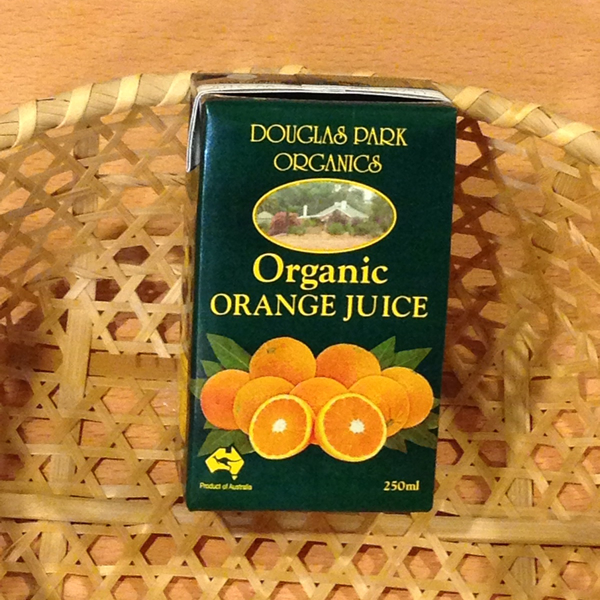 DOUGLAS PARK
ORGANICS
Organic
ORANGE JUICE
Product of Australia
250ml